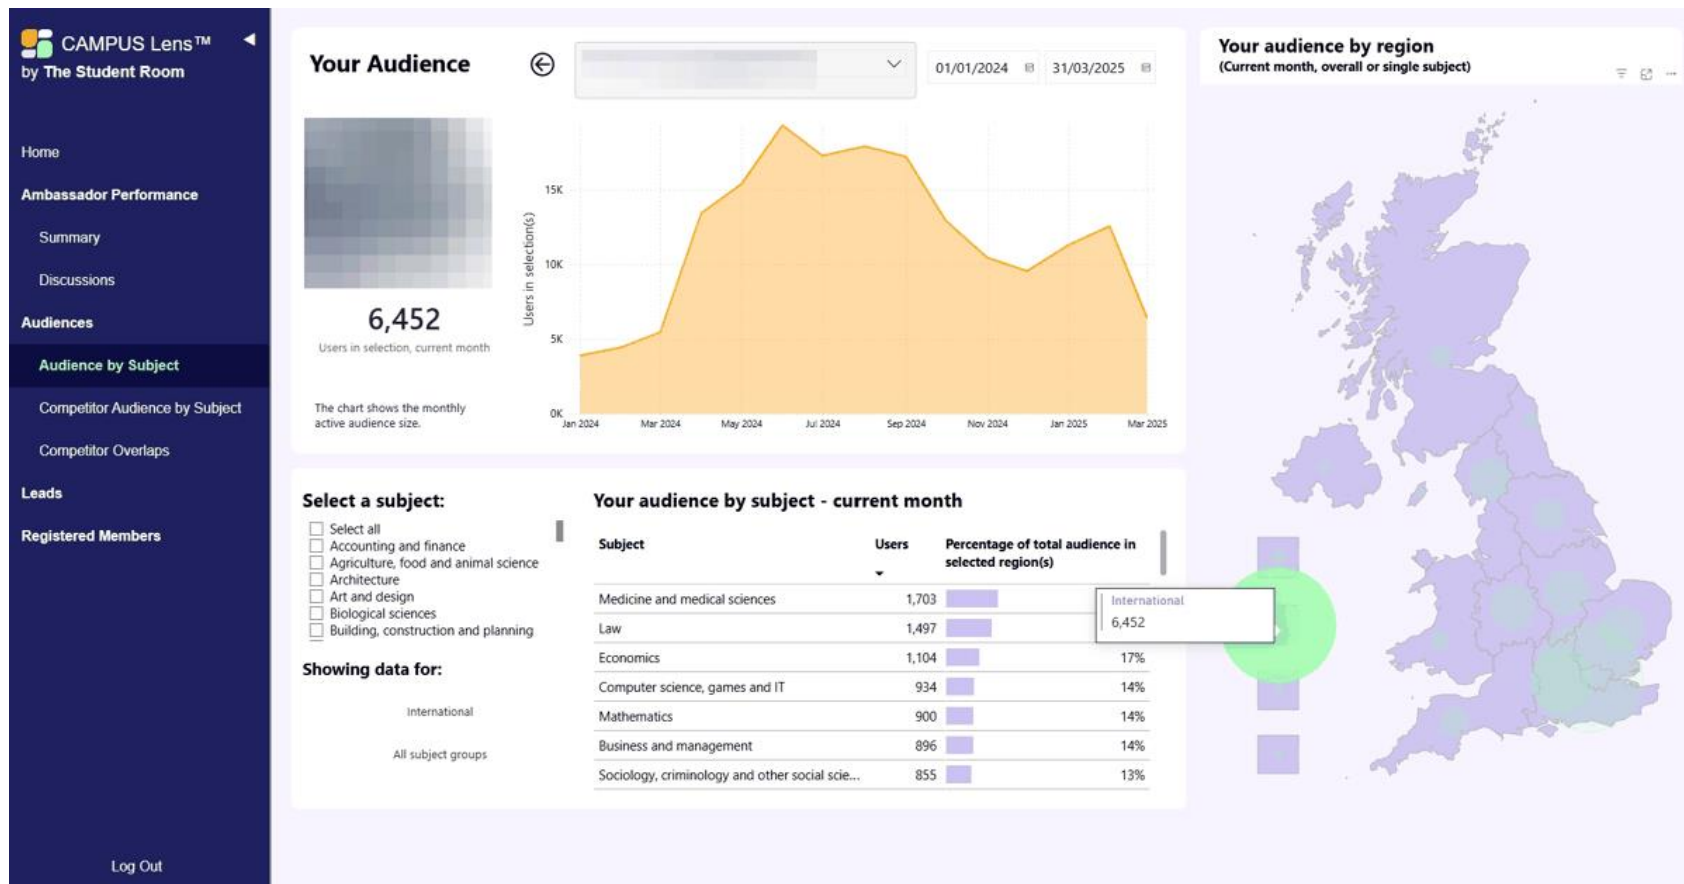 CAMPUS Lens™
by The Student Room
Home
Ambassador Performance
Summary
Discussions
Audiences
Audience by Subject
Competitor Audience by Subject
Competitor Overlaps
Leads
Registered Members
Log Out
Your Audience
01/01/2024
31/03/2025
6,452
Users in selection, current month
The chart shows the monthly
active audience size.
Users in selection(s)
15K
10K
5K
0K
Jan 2024
Mar 2024
May 2024
Jul 2024
Sep 2024
Nov 2024
Jan 2025
Mar 2025
Select a subject:
Select all
Accounting and finance
Agriculture, food and animal science
Architecture
Art and design
Biological sciences
Building, construction and planning
Showing data for:
International
All subject groups
Your audience by subject - current month
Subject Users Percentage of total audience in
selected region(s)
Medicine and medical sciences 1,703
Law 1,497
Economics 1,104 17%
Computer science, games and IT 934 14%
Mathematics 900 14%
Business and management 896 14%
Sociology, criminology and other social scie... 855 13%
Your audience by region
(Current month, overall or single subject)
International
6,452